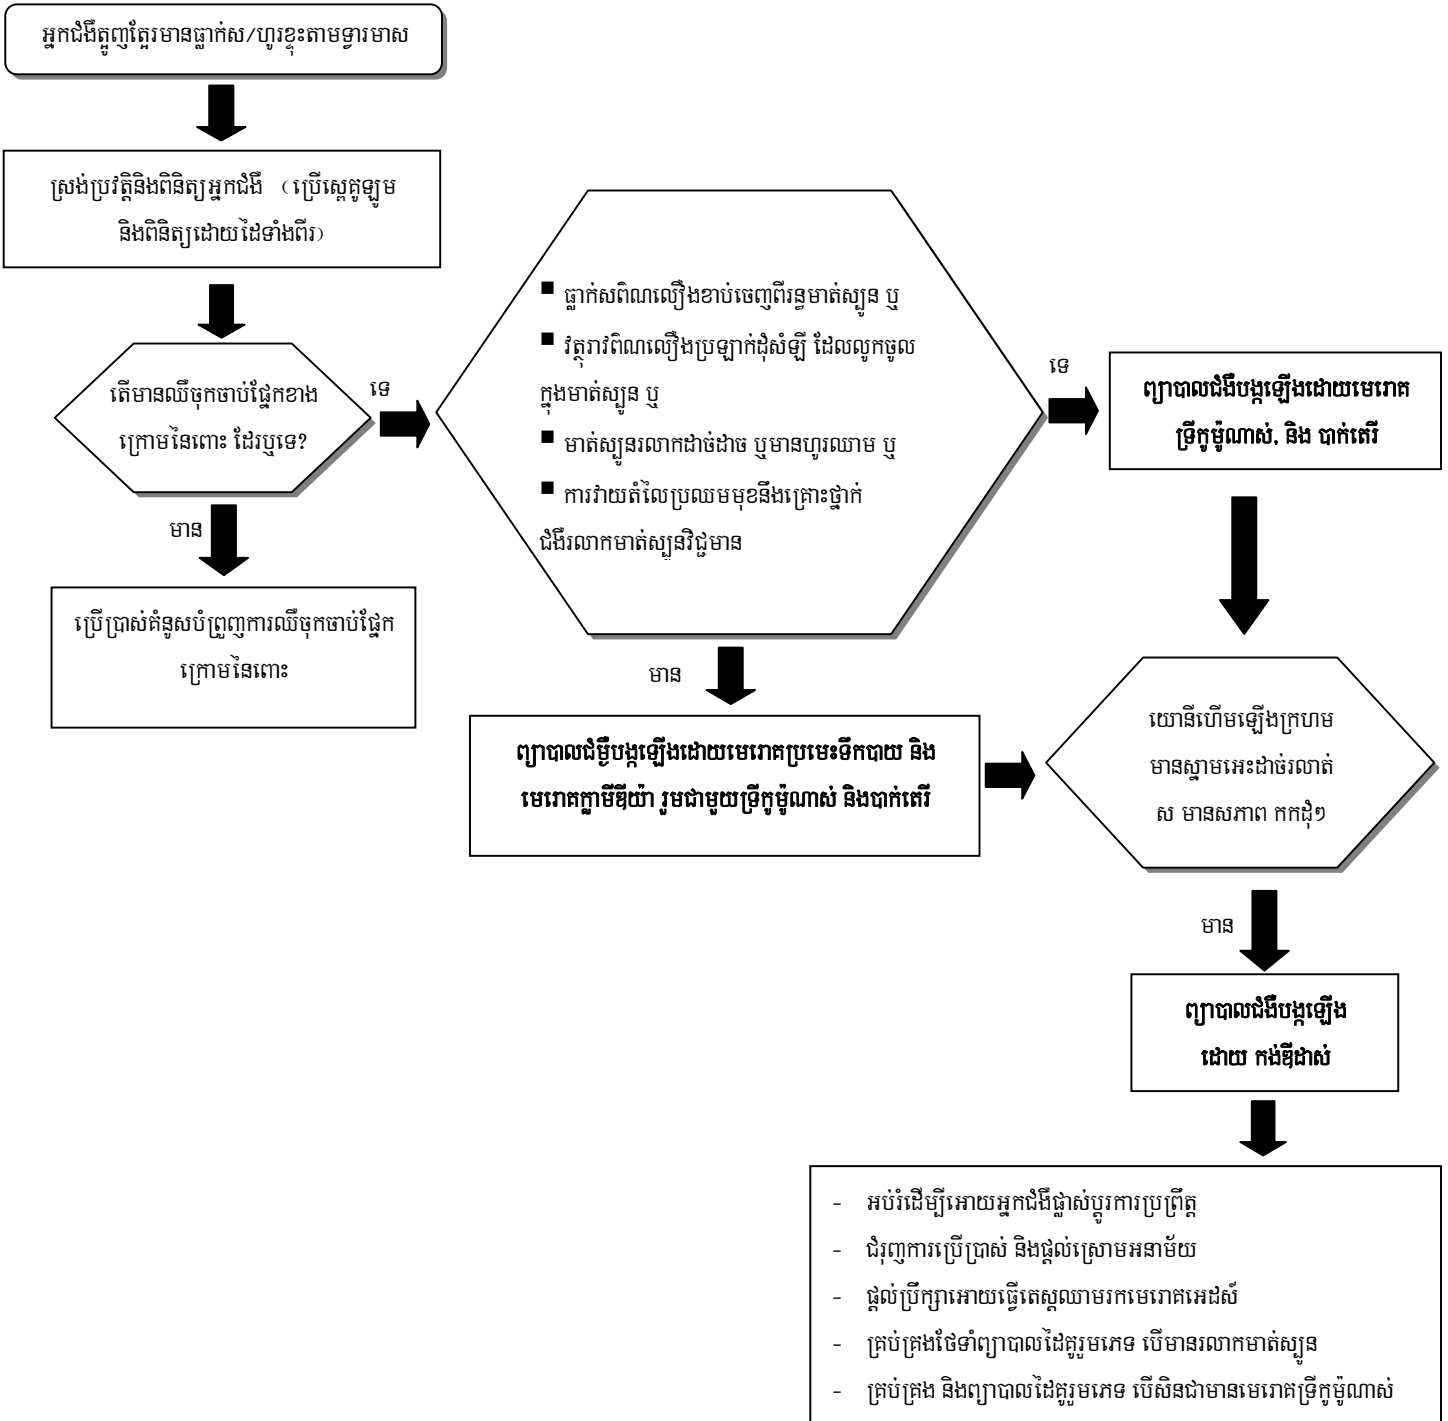 អ្នកជំងឺត្អូញត្អែរមានធ្លាក់ស/ហូរខ្ទុះតាមទ្វារមាស
ស្រង់ប្រវត្តិនិងពិនិត្យអ្នកជំងឺ (ប្រើស្ពេគូឡូម
និងពិនិត្យដោយដៃទាំងពីរ)
តើមានឈឺចុកចាប់ផ្នែកខាង
ក្រោមនៃពោះ ដែរឬទេ?
ទេ
មាន
ប្រើប្រាស់គំនូសបំព្រួញការឈឺចុកចាប់ផ្នែក
ក្រោមនៃពោះ
■ ធ្លាក់សពិណលឿងខាប់ចេញពីរន្ធមាត់ស្បូន ឬ
■ វត្ថុរាវពិណលឿងប្រឡាក់ដុំសំឡី ដែលលូកចូល
ក្នុងមាត់ស្បូន ឬ
■ មាត់ស្បូនរលាកដាច់ដាច ឬមានហូរឈាម ឬ
■ ការវាយតំលៃប្រឈមមុខនឹងគ្រោះថ្នាក់
ជំងឺរលាកមាត់ស្បូនវិជ្ជមាន
ទេ
មាន
ព្យាបាលជំងឺបង្កឡើងដោយមេរោគ
ទ្រីកូម៉ូណាស់, និង បាក់តេរី
ព្យាបាលជំម្ងឺបង្កឡើងដោយមេរោគប្រមេះទឹកបាយ និង
មេរោគក្លាមីឌីយ៉ា រួមជាមួយទ្រីកូម៉ូណាស់ និងបាក់តេរី
យោនីហើមឡើងក្រហម
មានស្នាមអេះដាច់រលាត់
ស មានសភាព កកដុំៗ
មាន
ព្យាបាលជំងឺបង្កឡើង
ដោយ កង់ឌីដាស់
- អប់រំដើម្បីអោយអ្នកជំងឺផ្លាស់ប្តូរការប្រព្រឹត្ត
- ជំរុញការប្រើប្រាស់ និងផ្តល់ស្រោមអនាម័យ
- ផ្តល់ប្រឹក្សាអោយធ្វើតេស្តឈាមរកមេរោគអេដស៍
- គ្រប់គ្រងថែទាំព្យាបាលដៃគូរួមភេទ បើមានរលាកមាត់ស្បូន
- គ្រប់គ្រង និងព្យាបាលដៃគូរួមភេទ បើសិនជាមានមេរោគទ្រីកូម៉ូណាស់